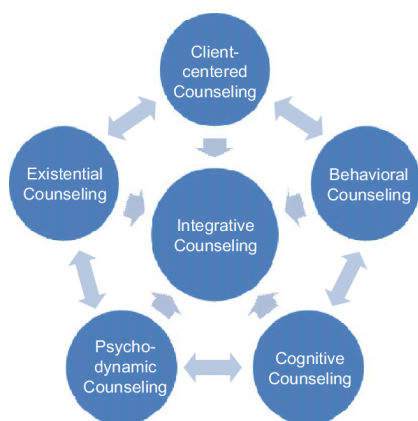 Client-
centered
Counseling
Existential
Counseling
Behavioral
Counseling
Integrative
Counseling
Psycho-
dynamic
Counseling
Cognitive
Counseling